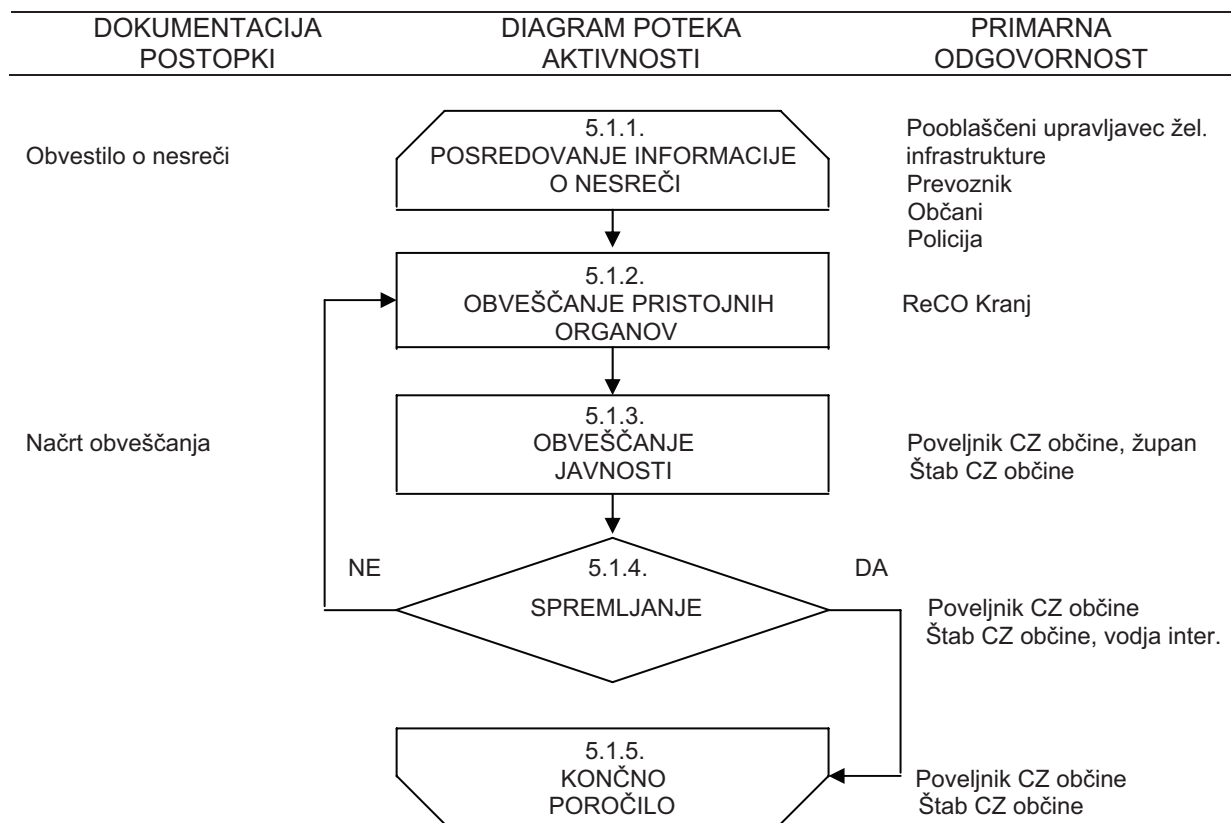 DOKUMENTACIJA
POSTOPKI
DIAGRAM POTEKA
AKTIVNOSTI
PRIMARNA
ODGOVORNOST
Obvestilo o nesreči
5.1.1.
POSREDOVANJE INFORMACIJE
O NESREČI
Pooblaščeni upravljavec žel.
infrastrukture
Prevoznik
Občani
Policija
5.1.2.
OBVEŠČANJE PRISTOJNIH
ORGANOV
ReCO Kranj
Načrt obveščanja
5.1.3.
OBVEŠČANJE
JAVNOSTI
Poveljnik CZ občine, župan
Štab CZ občine
NE
5.1.4.
SPREMLJANJE
DA
Poveljnik CZ občine
Štab CZ občine, vodja inter.
5.1.5.
KONČNO
POROČILO
Poveljnik CZ občine
Štab CZ občine